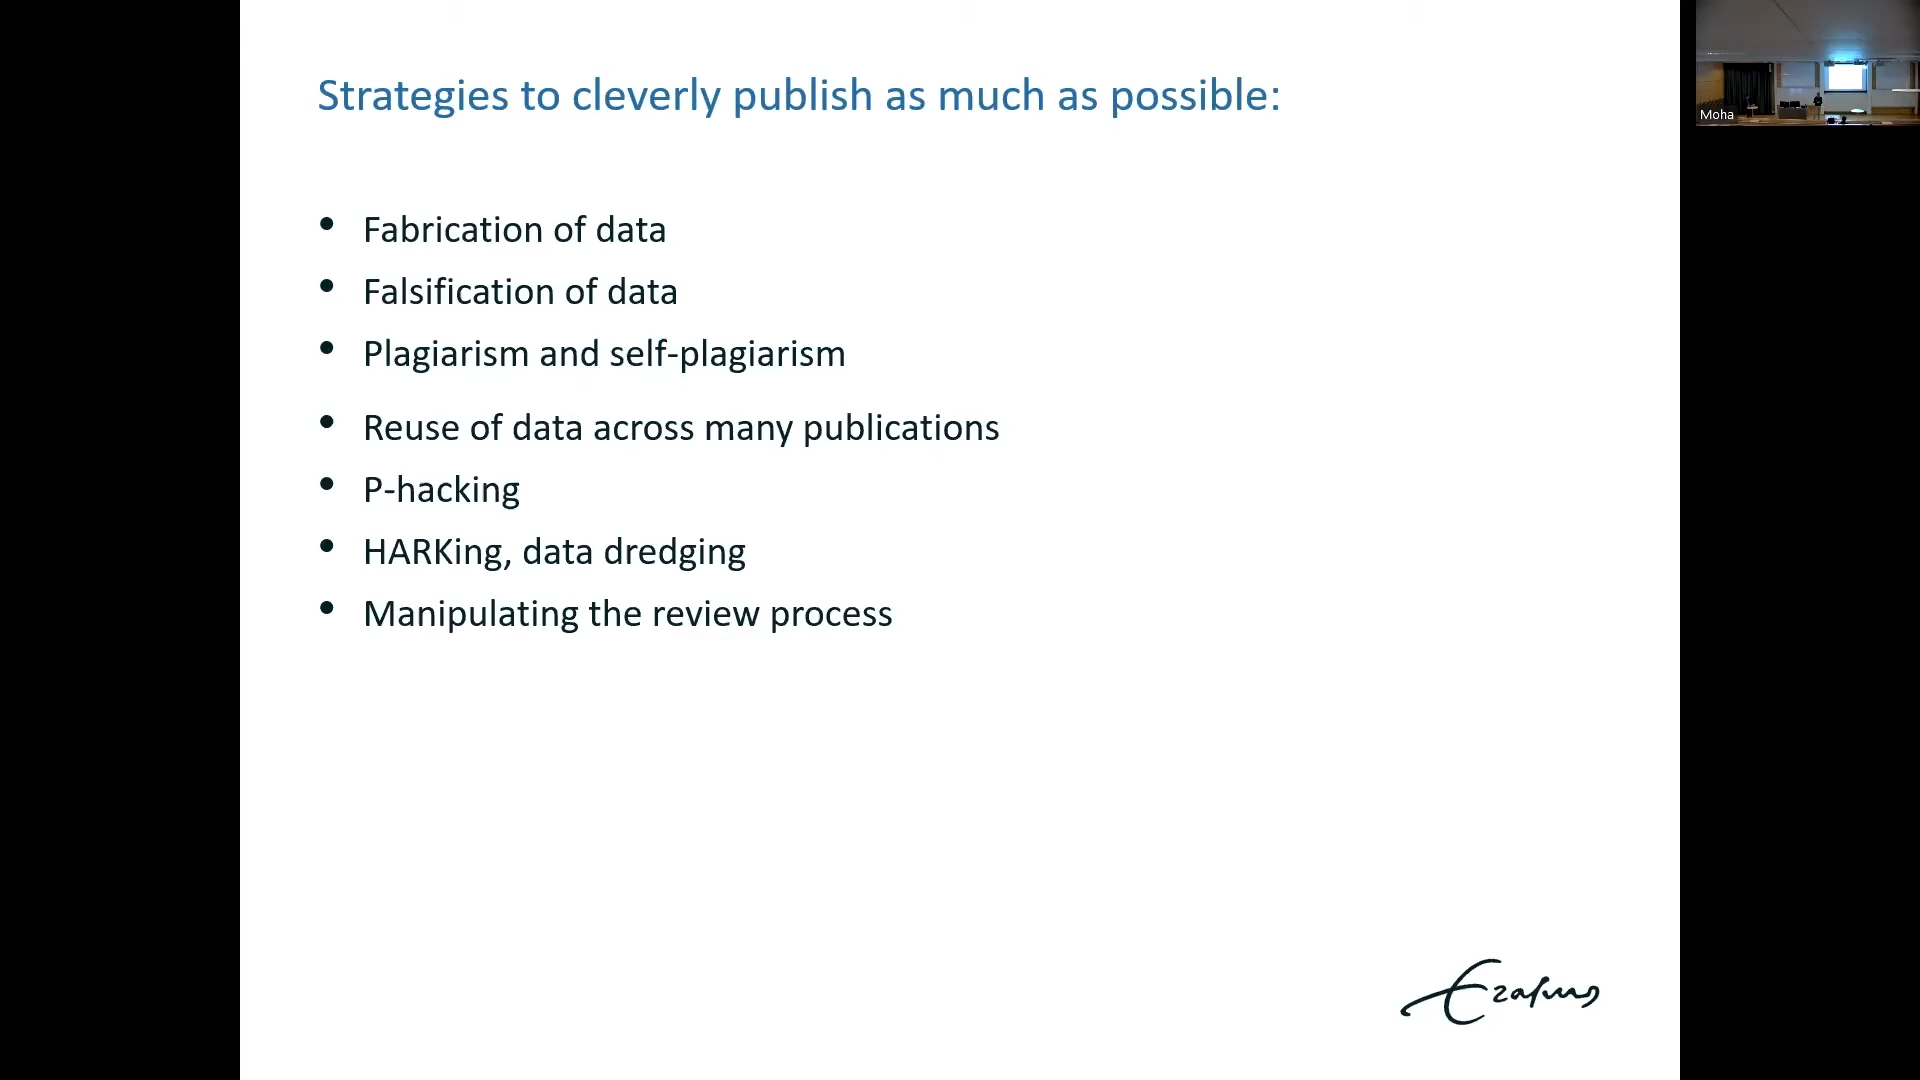 Strategies to cleverly publish as much as possible:
• Fabrication of data
• Falsification of data
• Plagiarism and self-plagiarism
• Reuse of data across many publications
• P-hacking
• HARKing, data dredging
• Manipulating the review process
Erasmus
Moha